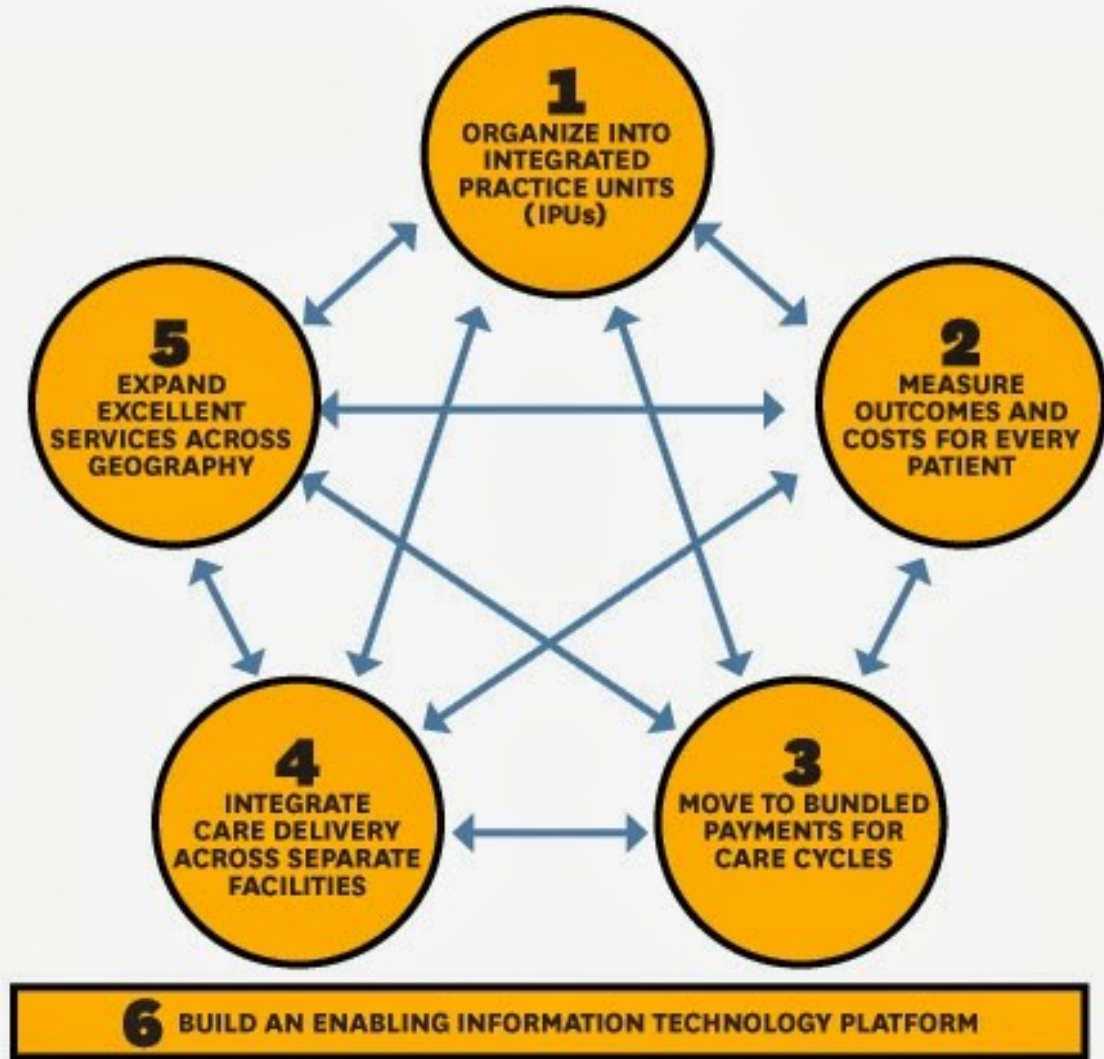 1
ORGANIZE INTO
INTEGRATED
PRACTICE UNITS
(IPUs)
2
MEASURE
OUTCOMES AND
COSTS FOR EVERY
PATIENT
3
MOVE TO BUNDLED
PAYMENTS FOR
CARE CYCLES
4
INTEGRATE
CARE DELIVERY
ACROSS SEPARATE
FACILITIES
5
EXPAND
EXCELLENT
SERVICES ACROSS
GEOGRAPHY
6 BUILD AN ENABLING INFORMATION TECHNOLOGY PLATFORM